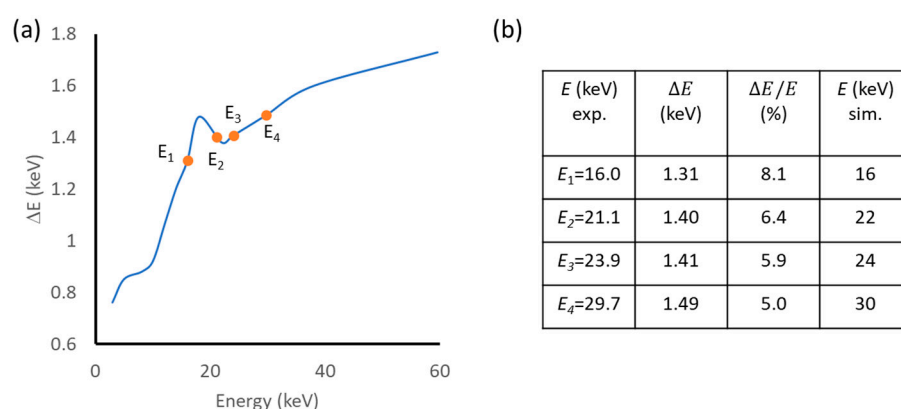 (a)
1.8
1.6
1.4
1.2
1
0.8
0.6
ΔE (keV)
E1
E2
E3
E4
0 20 40 60
Energy (keV)
(b)
E (keV) exp. ΔE (keV) ΔE/E (%) E (keV) sim.
E1=16.0 1.31 8.1 16
E2=21.1 1.40 6.4 22
E3=23.9 1.41 5.9 24
E4=29.7 1.49 5.0 30